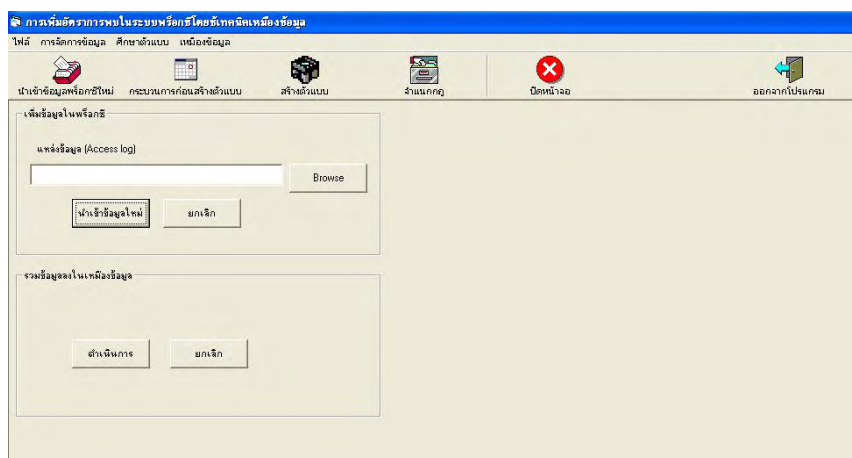 การเพิ่มอัตราการพบในระบบพร็อกซีโดยใช้เทคนิคเหมืองข้อมูล
ไฟล์ การจัดการข้อมูล ศึกษาตัวแบบ เหมืองข้อมูล
นำเข้าข้อมูลพร็อกซีใหม่ กระบวนการก่อนสร้างตัวแบบ สร้างตัวแบบ จำแนกกฎ ปิดหน้าจอ ออกจากโปรแกรม
เพิ่มข้อมูลในพร็อกซี
แหล่งข้อมูล (Access log)
Browse
นำเข้าข้อมูลใหม่ ยกเลิก
รวมข้อมูลลงในเหมืองข้อมูล
ดำเนินการ ยกเลิก